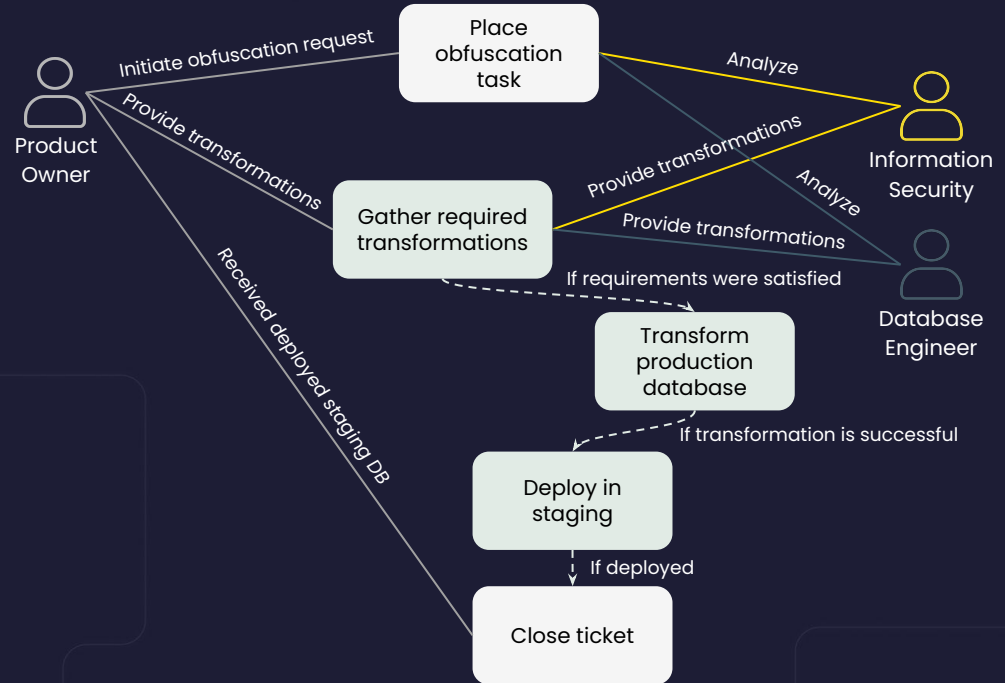 Place
obfuscation
task
Initiate obfuscation request
Analyze
Product
Owner
Provide transformations
Information
Security
Provide transformations
Analyze
Gather required
transformations
Provide transformations
Received deployed staging DB
If requirements were satisfied
Database
Engineer
Transform
production
database
If transformation is successful
Deploy in
staging
If deployed
Close ticket